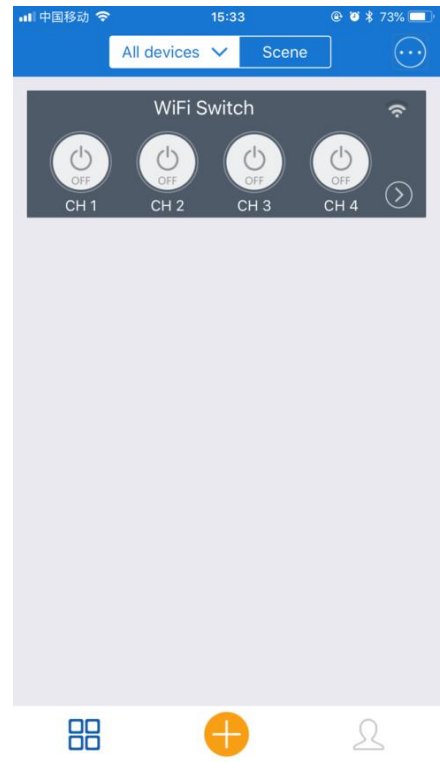 中国移动 15:33 73%
All devices Scene
WiFi Switch
OFF OFF OFF OFF
CH 1 CH 2 CH 3 CH 4